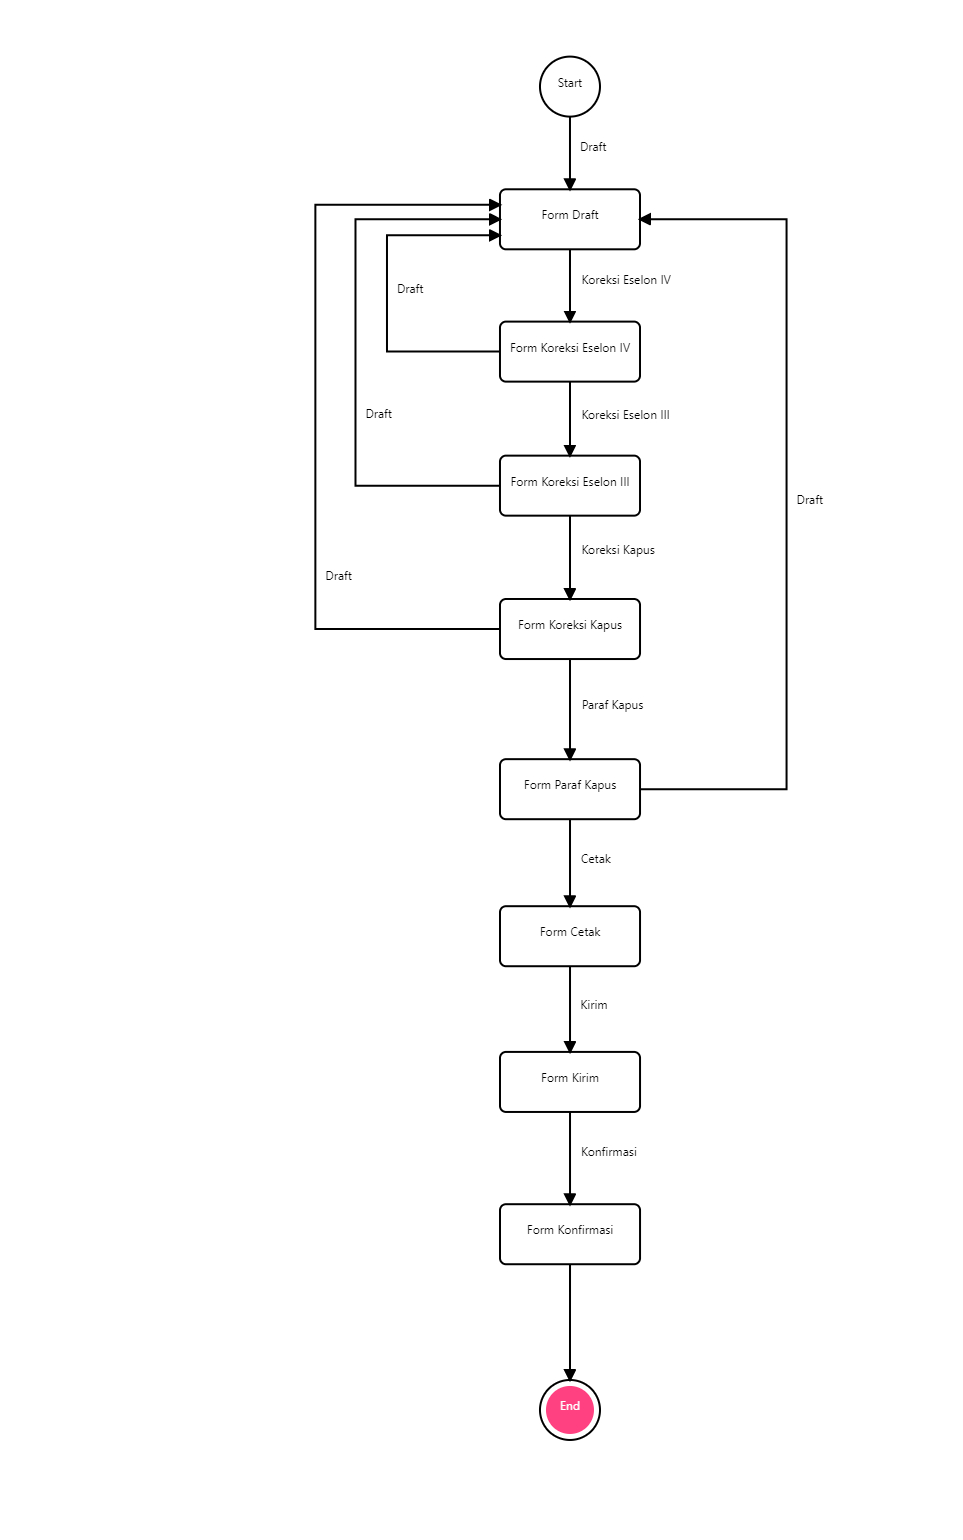 Start
Draft
Form Draft
Koreksi Eselon IV
Draft
Form Koreksi Eselon IV
Draft
Koreksi Eselon III
Form Koreksi Eselon III
Draft
Koreksi Kapus
Draft
Form Koreksi Kapus
Paraf Kapus
Form Paraf Kapus
Cetak
Form Cetak
Kirim
Form Kirim
Konfirmasi
Form Konfirmasi
End